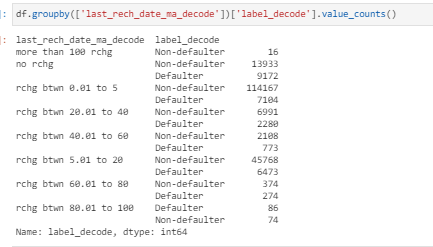 ]: df.groupby(['last_rech_date_ma_decode'])['label_decode'].value_counts()
]: last_rech_date_ma_decode  label_decode
more than 100 rchg        Non-defaulter        16
no rchg                   Non-defaulter     13933
                          Defaulter          9172
rchg btwn 0.01 to 5       Non-defaulter    114167
                          Defaulter          7104
rchg btwn 20.01 to 40     Non-defaulter      6991
                          Defaulter          2280
rchg btwn 40.01 to 60     Non-defaulter      2108
                          Defaulter           773
rchg btwn 5.01 to 20      Non-defaulter     45768
                          Defaulter          6473
rchg btwn 60.01 to 80     Non-defaulter       374
                          Defaulter           274
rchg btwn 80.01 to 100    Defaulter            86
                          Non-defaulter        74
Name: label_decode, dtype: int64